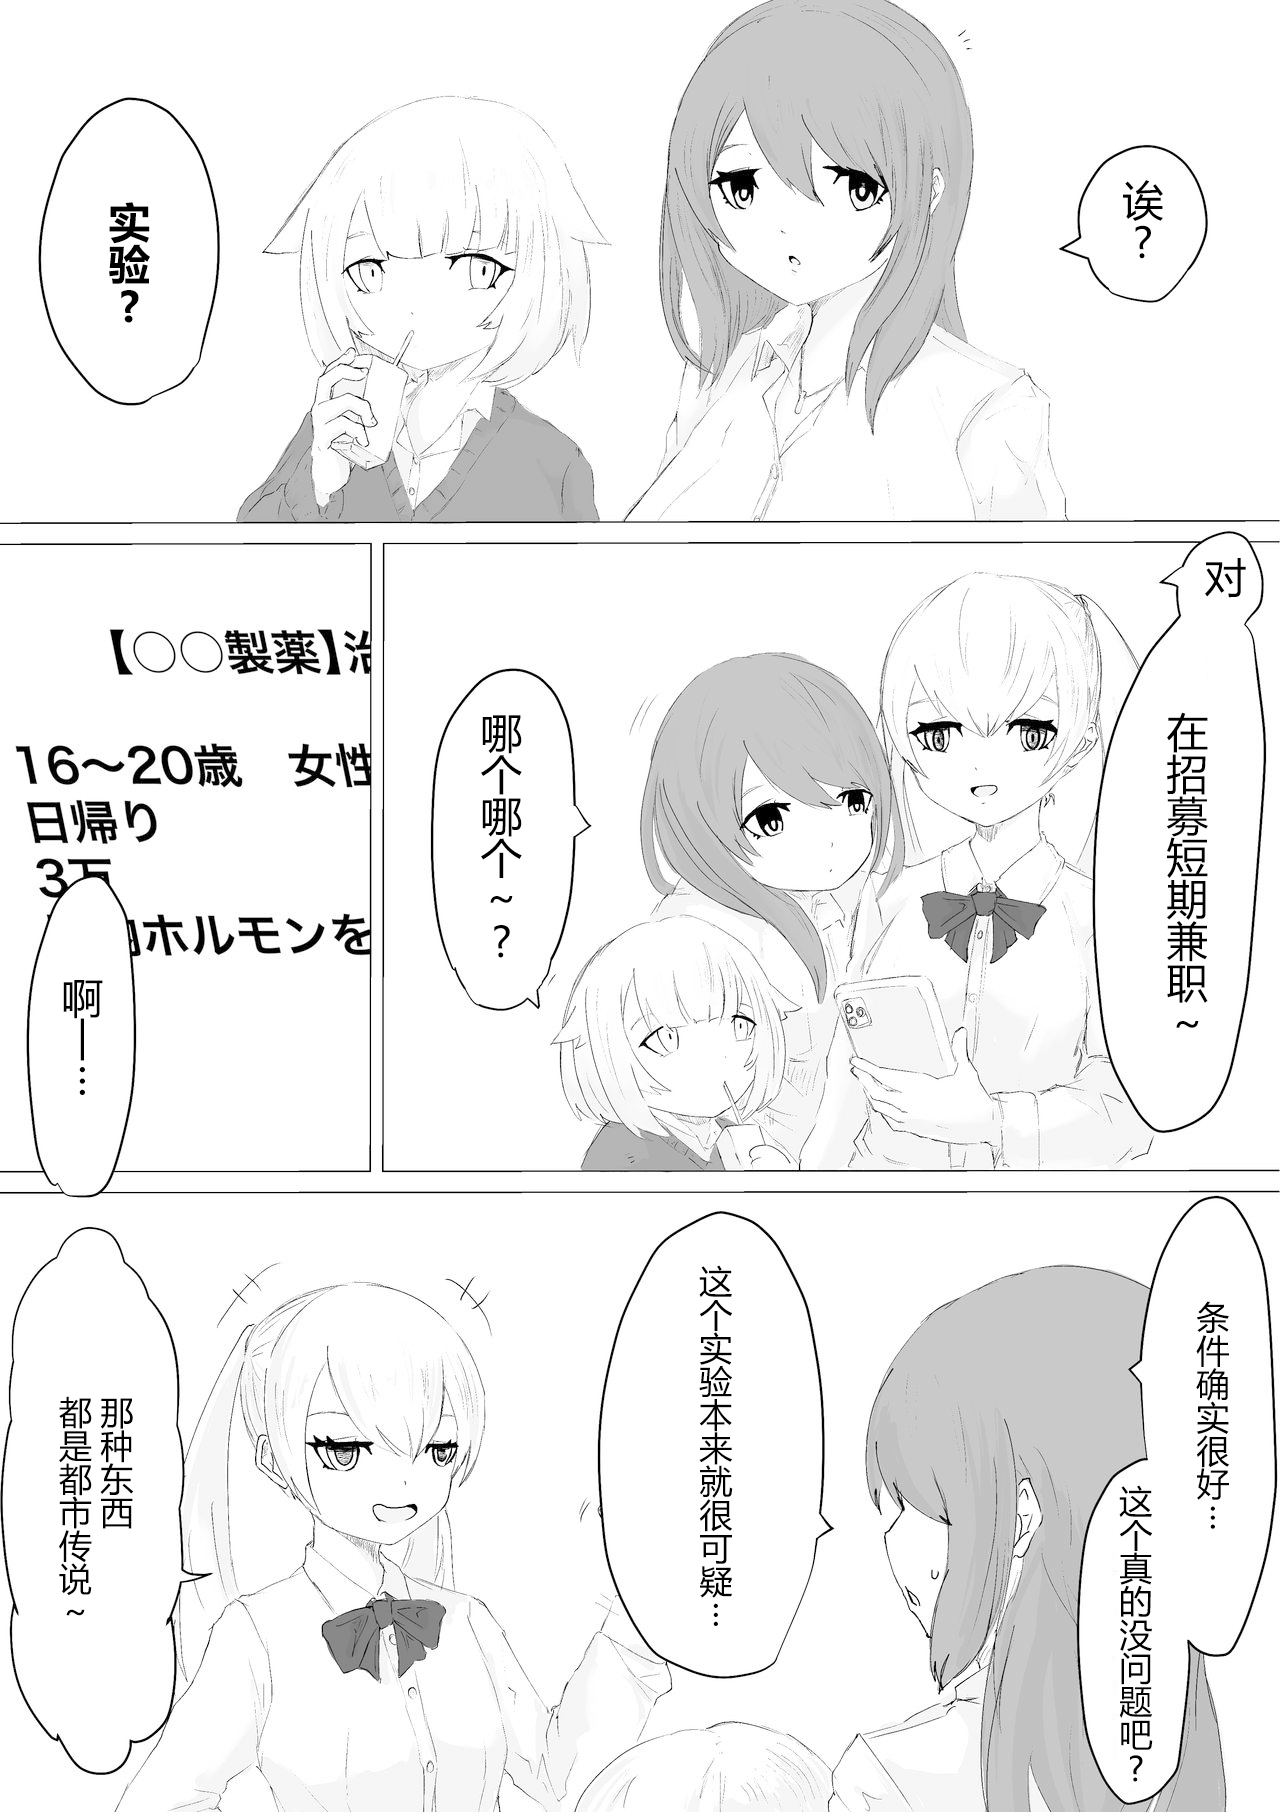 诶？
实验？
对
在招募短期兼职~
哪个哪个~？
【○○製薬】治
16～20歳　女性
日帰り
3万
ホルモンを
啊——…
条件确实很好…
这个真的没问题吧？
这个实验本来就很可疑…
那种东西
都是都市传说~